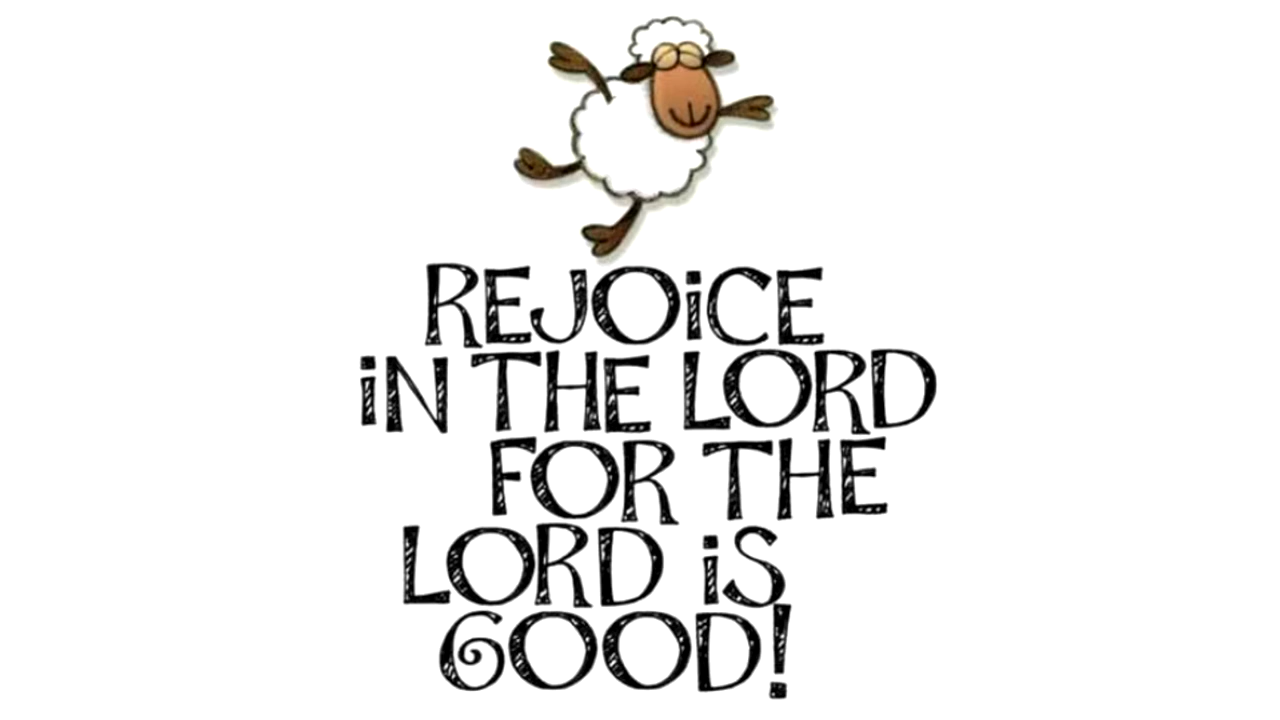 REJOiCE
iN THE LORD
FOR THE
LORD iS
GOOD!